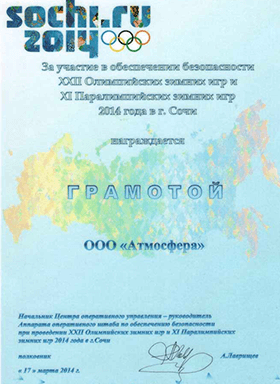 sochi.ru
2014
За участие в обеспечении безопасности
XXII Олимпийских зимних игр и
XI Паралимпийских зимних игр
2014 года в г. Сочи
награждается
ГРАМОТОЙ
ООО «Атмосфера»
Начальник Центра оперативного управления – руководитель
Аппарата оперативного штаба по обеспечению безопасности
при проведении XXII Олимпийских зимних игр и XI Паралимпийских
зимних игр 2014 года в г.Сочи
полковник А.Лаврищев
« 17 » марта 2014 г.